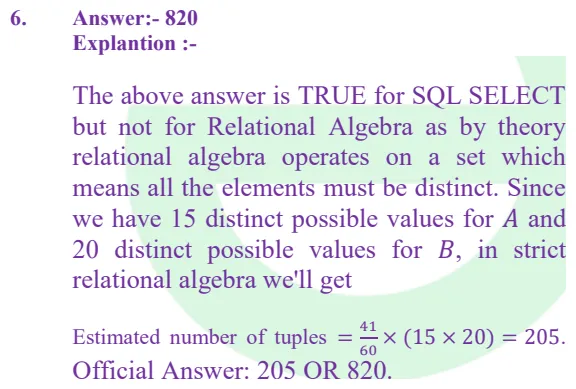 6. Answer:- 820
Explantion :-
The above answer is TRUE for SQL SELECT
but not for Relational Algebra as by theory
relational algebra operates on a set which
means all the elements must be distinct. Since
we have 15 distinct possible values for A and
20 distinct possible values for B, in strict
relational algebra we'll get
Estimated number of tuples = 41/60 × (15 × 20) = 205.
Official Answer: 205 OR 820.